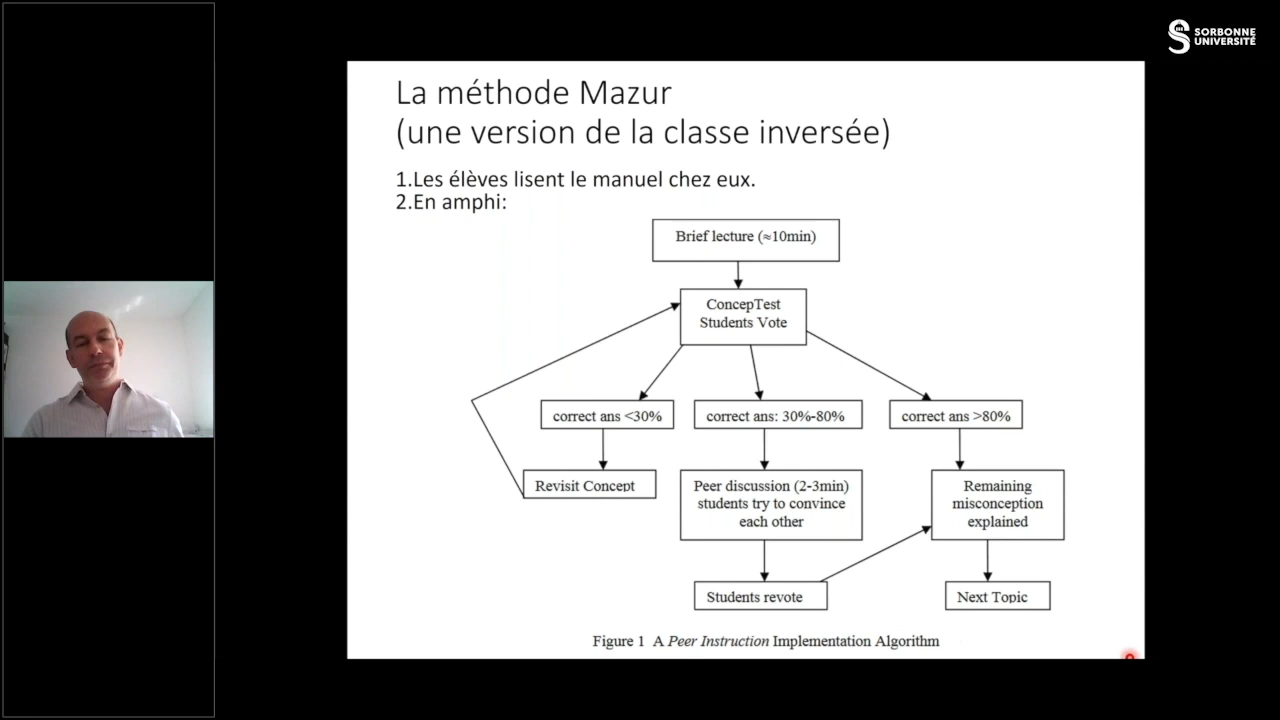 SORBONNE
UNIVERSITÉ
La méthode Mazur
(une version de la classe inversée)
1.Les élèves lisent le manuel chez eux.
2.En amphi:
Brief lecture (≈10min)
ConcepTest
Students Vote
correct ans <30%
correct ans: 30%-80%
correct ans >80%
Revisit Concept
Peer discussion (2-3min)
students try to convince
each other
Remaining
misconception
explained
Students revote
Next Topic
Figure 1 A Peer Instruction Implementation Algorithm